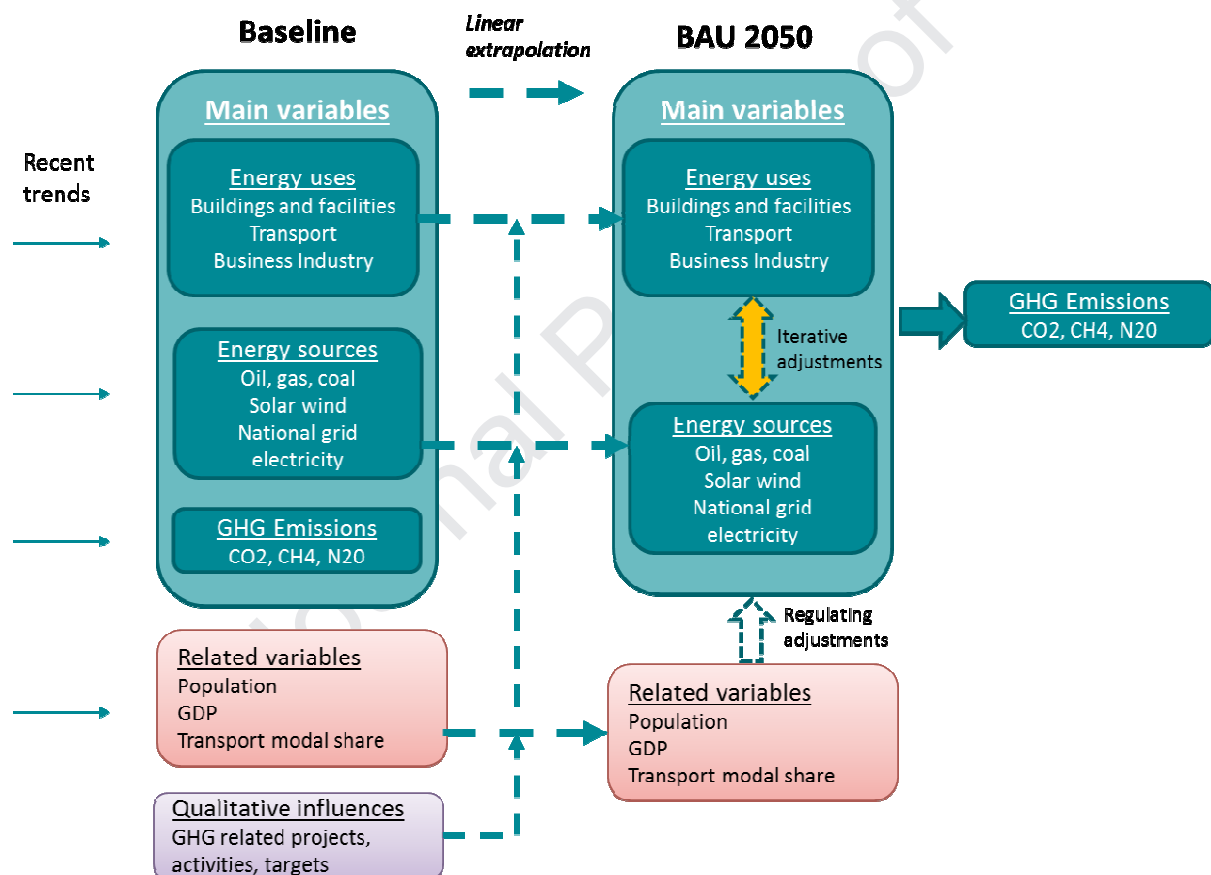 Baseline
Linear
extrapolation
BAU 2050
Recent
trends
Main variables
Energy uses
Buildings and facilities
Transport
Business Industry
Energy sources
Oil, gas, coal
Solar wind
National grid
electricity
GHG Emissions
CO2, CH4, N20
Related variables
Population
GDP
Transport modal share
Qualitative influences
GHG related projects,
activities, targets
Main variables
Energy uses
Buildings and facilities
Transport
Business Industry
Iterative
adjustments
Energy sources
Oil, gas, coal
Solar wind
National grid
electricity
Regulating
adjustments
Related variables
Population
GDP
Transport modal share
GHG Emissions
CO2, CH4, N20